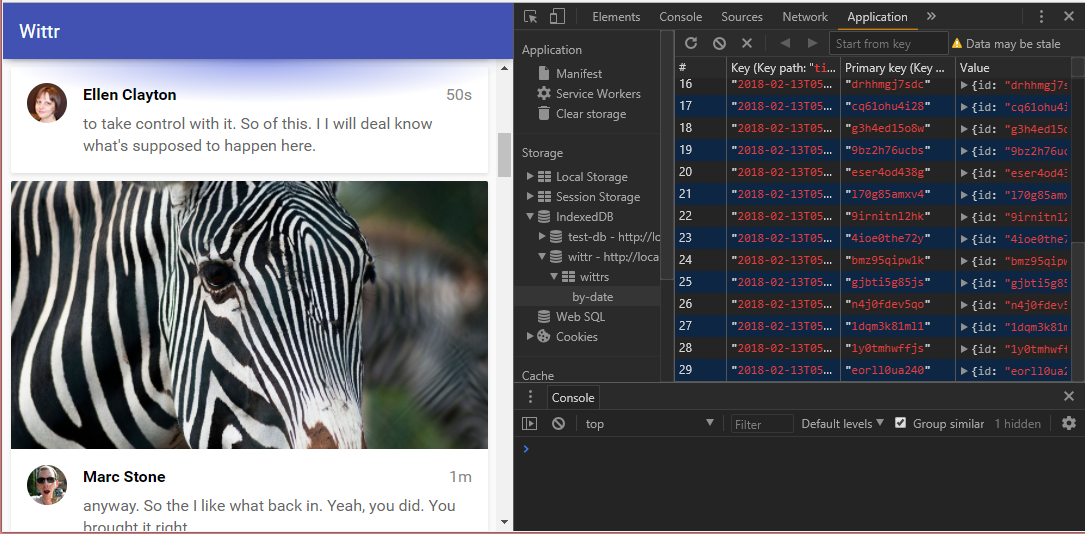 Wittr
Ellen Clayton 50s
to take control with it. So of this. I I will deal know
what's supposed to happen here.
Marc Stone 1m
anyway. So the I like what back in. Yeah, you did. You
brought it right
Elements Console Sources Network Application »
Application
Manifest
Service Workers
Clear storage
Storage
Local Storage
Session Storage
IndexedDB
test-db - http://lo
wittr - http://loca
wittrs
by-date
Web SQL
Cookies
Cache
Start from key Data may be stale
# Key (Key path: "ti… Primary key (Key … Value
16 "2018-02-13T05… "drhhmgj7sdc" {id: "drhhmgj7s
17 "2018-02-13T05… "cq61ohu4i28" {id: "cq61ohu4i
18 "2018-02-13T05… "g3h4ed15o8w" {id: "g3h4ed15o
19 "2018-02-13T05… "9bz2h76ucbs" {id: "9bz2h76uc
20 "2018-02-13T05… "eser4od438g" {id: "eser4od43
21 "2018-02-13T05… "l70g85amxv4" {id: "l70g85amx
22 "2018-02-13T05… "9irnitnl2hk" {id: "9irnitnl2
23 "2018-02-13T05… "4ioe0the72y" {id: "4ioe0the7
24 "2018-02-13T05… "bmz95qipw1k" {id: "bmz95qipw
25 "2018-02-13T05… "gjbti5g85js" {id: "gjbti5g85
26 "2018-02-13T05… "n4j0fdev5qo" {id: "n4j0fdev5
27 "2018-02-13T05… "1dqm3k81ml1" {id: "1dqm3k81m
28 "2018-02-13T05… "1y0tmhwffjs" {id: "1y0tmhwff
29 "2018-02-13T05… "eorll0ua240" {id: "eorll0ua2
Console
top Filter Default levels Group similar 1 hidden